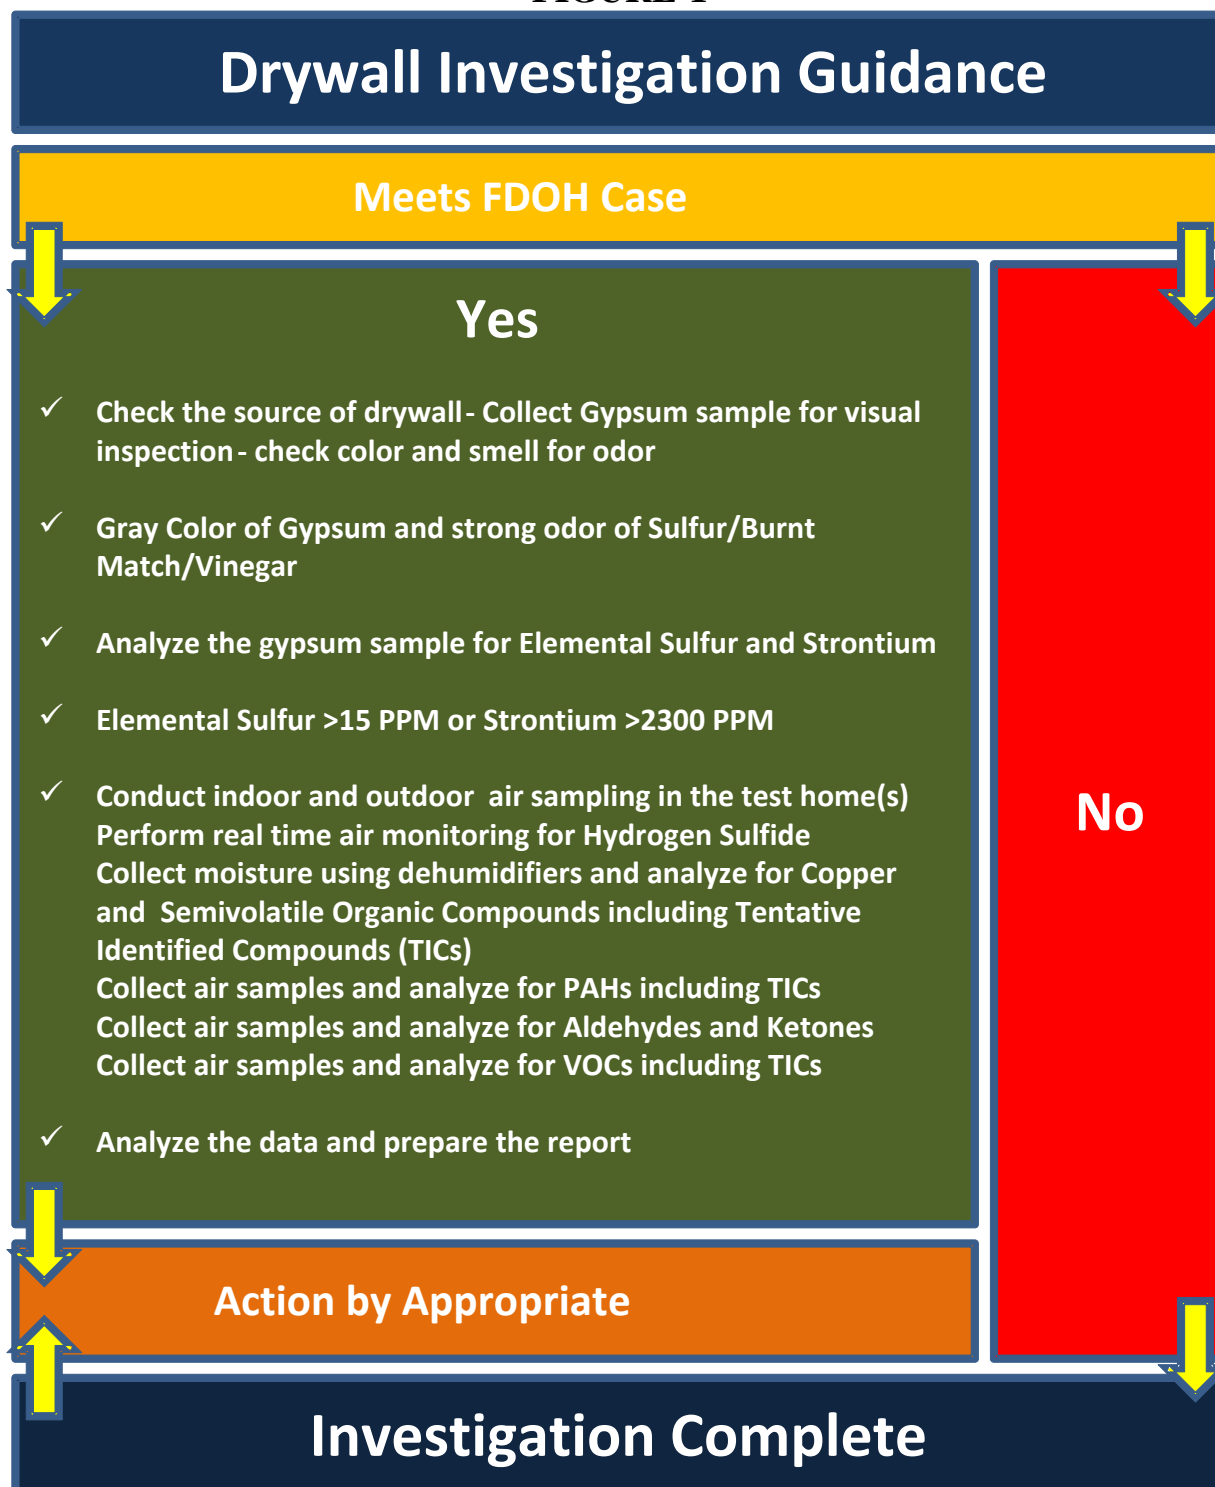 Drywall Investigation Guidance
Meets FDOH Case
Yes
✓ Check the source of drywall - Collect Gypsum sample for visual
inspection - check color and smell for odor
✓ Gray Color of Gypsum and strong odor of Sulfur/Burnt
Match/Vinegar
✓ Analyze the gypsum sample for Elemental Sulfur and Strontium
✓ Elemental Sulfur >15 PPM or Strontium >2300 PPM
✓ Conduct indoor and outdoor air sampling in the test home(s)
Perform real time air monitoring for Hydrogen Sulfide
Collect moisture using dehumidifiers and analyze for Copper
and Semivolatile Organic Compounds including Tentative
Identified Compounds (TICs)
Collect air samples and analyze for PAHs including TICs
Collect air samples and analyze for Aldehydes and Ketones
Collect air samples and analyze for VOCs including TICs
✓ Analyze the data and prepare the report
No
Action by Appropriate
Investigation Complete